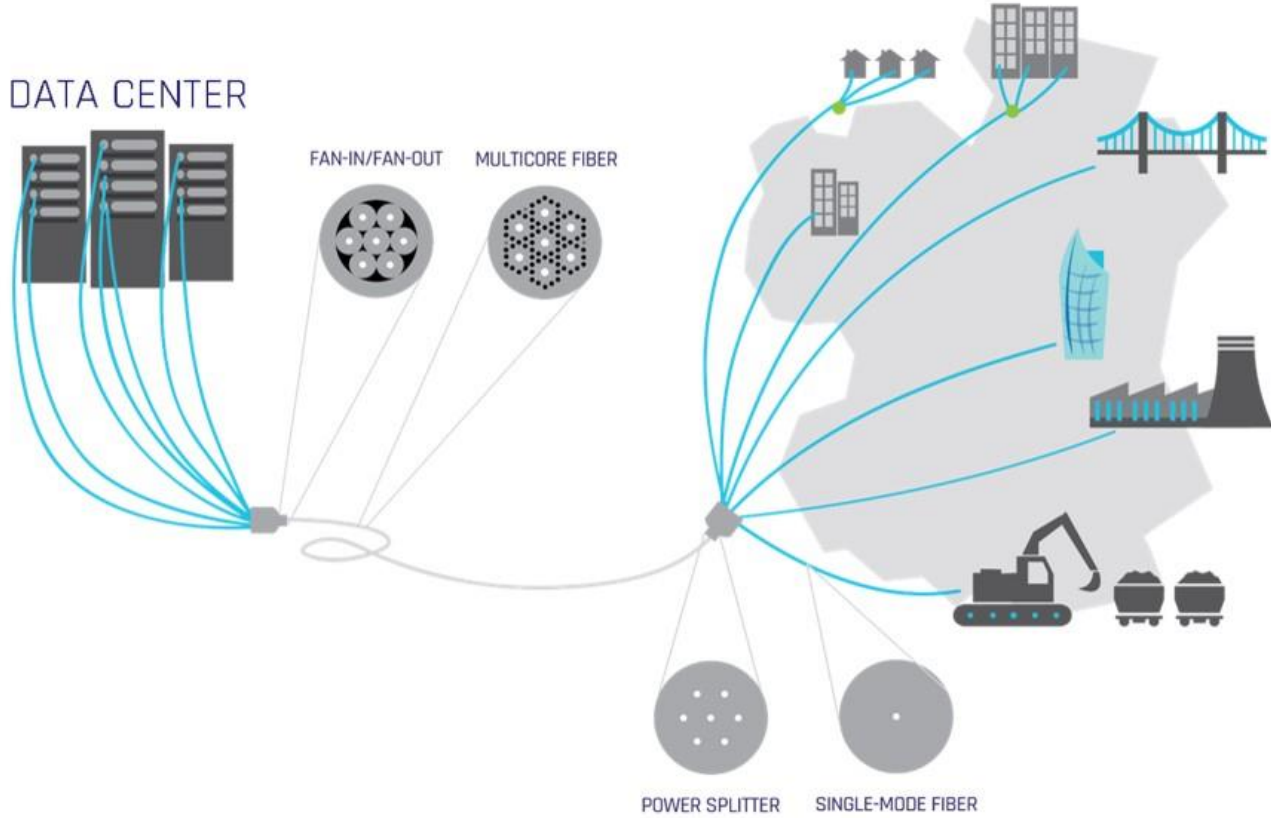 DATA CENTER
FAN-IN/FAN-OUT
MULTICORE FIBER
POWER SPLITTER
SINGLE-MODE FIBER